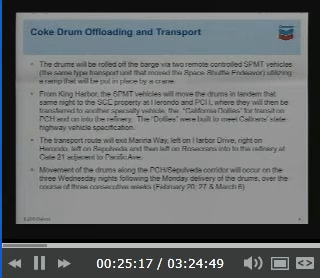 Coke Drum Offloading and Transport
Chevron
The drums will be rolled off the barge via two remote controlled SPMT vehicles
(the same type transport unit that moved the Space Shuttle Endeavor) utilizing
a ramp that will be put in place by a crane.
From King Harbor, the SPMT vehicles will move the drums in tandem that
same night to the SCE property at Herondo and PCH, where they will then be
transferred to another specialty vehicle, the "California Dollies" for transit on
PCH and on into the refinery. The "Dollies" were built to meet Caltrans' state
highway vehicle specification.
The transport route will exit Marina Way, left on Harbor Drive, right on
Herondo, left on Sepulveda and then left on Rosecrans into to the refinery at
Gate 21 adjacent to Pacific Ave.
Movement of the drums along the PCH/Sepulveda corridor will occur on the
three Wednesday nights following the Monday delivery of the drums, over the
course of three consecutive weeks (February 20, 27 & March 6)
00:25:17 / 03:24:49